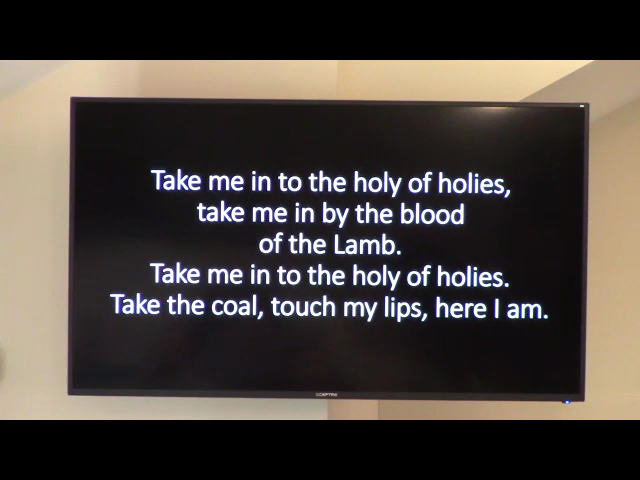 Take me in to the holy of holies,
take me in by the blood
of the Lamb.
Take me in to the holy of holies.
Take the coal, touch my lips, here I am.
SCEPTRE